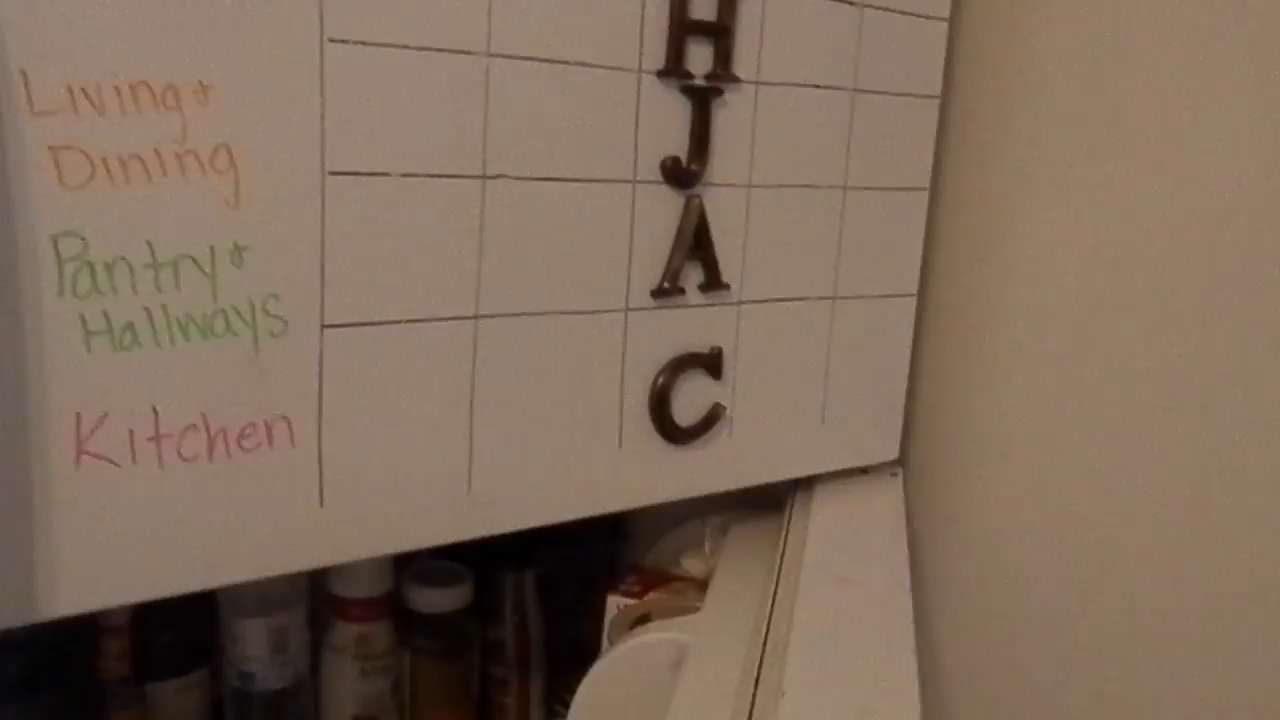 H
Living +
J
Dining
Pantry +
A
Hallways
Kitchen
C